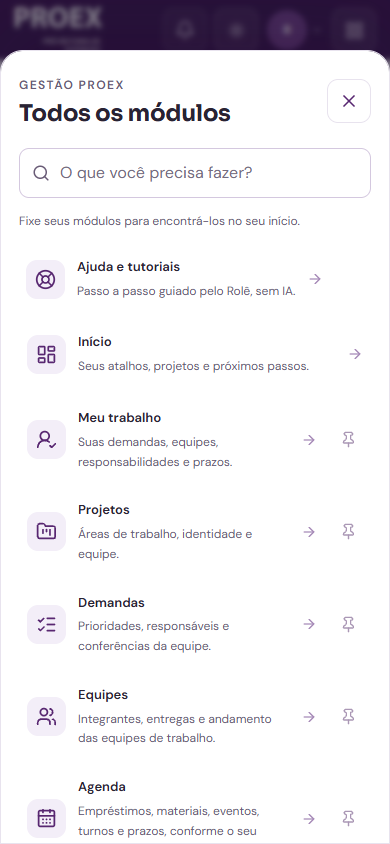 PROEX
GESTÃO PROEX
Todos os módulos
O que você precisa fazer?
Fixe seus módulos para encontrá-los no seu início.
Ajuda e tutoriais
Passo a passo guiado pelo Rolê, sem IA.
Início
Seus atalhos, projetos e próximos passos.
Meu trabalho
Suas demandas, equipes,
responsabilidades e prazos.
Projetos
Áreas de trabalho, identidade e
equipe.
Demandas
Prioridades, responsáveis e
conferências da equipe.
Equipes
Integrantes, entregas e andamento
das equipes de trabalho.
Agenda
Empréstimos, materiais, eventos,
turnos e prazos, conforme o seu